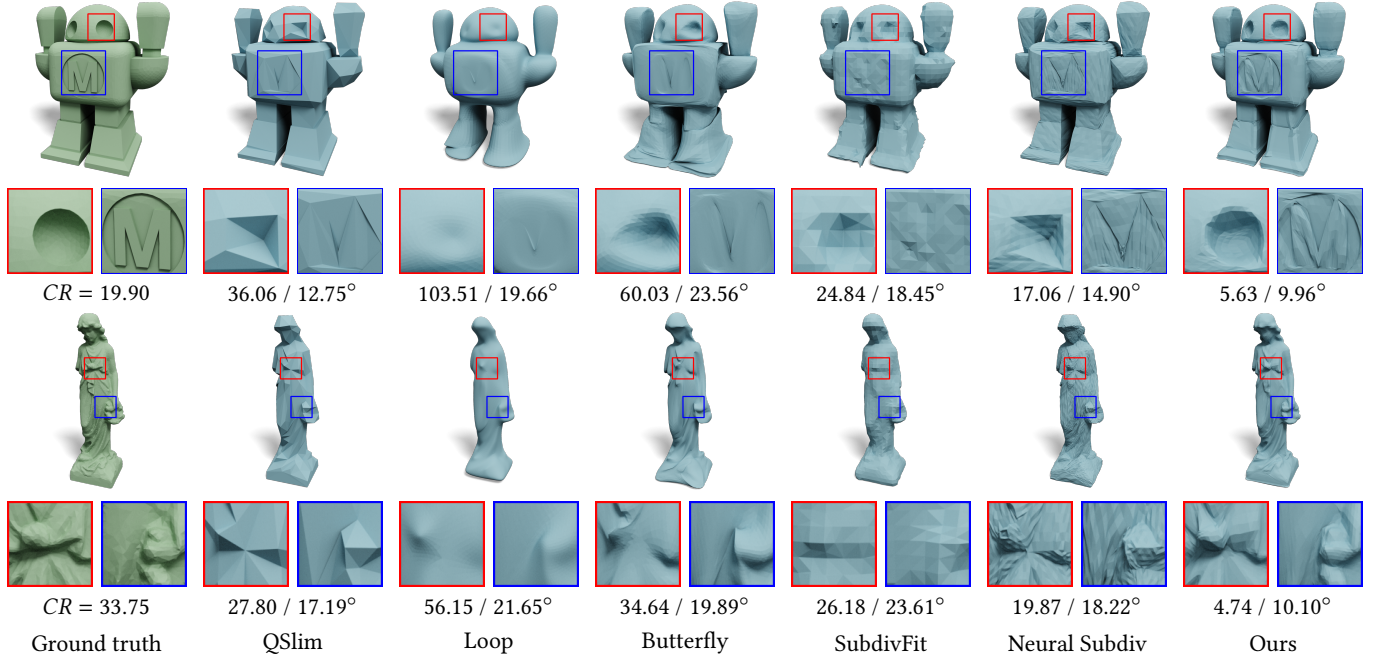 M
M
CR = 19.90 36.06 / 12.75° 103.51 / 19.66° 60.03 / 23.56° 24.84 / 18.45° 17.06 / 14.90° 5.63 / 9.96°
CR = 33.75 27.80 / 17.19° 56.15 / 21.65° 34.64 / 19.89° 26.18 / 23.61° 19.87 / 18.22° 4.74 / 10.10°
Ground truth QSlim Loop Butterfly SubdivFit Neural Subdiv Ours